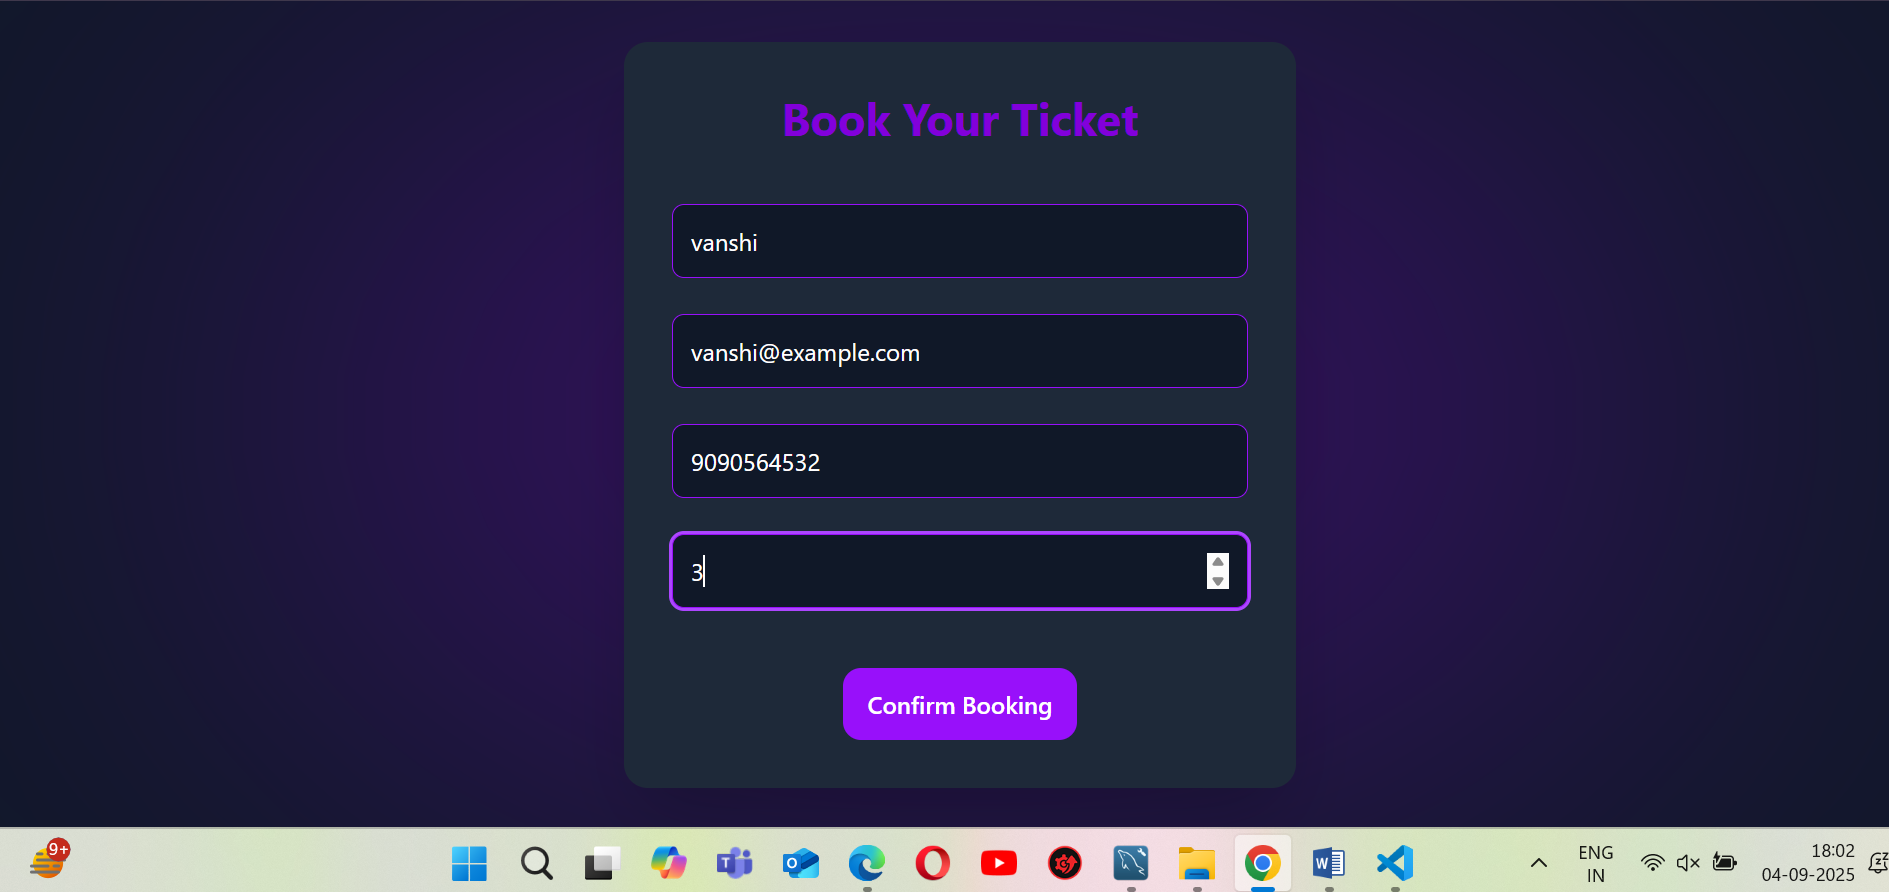 Book Your Ticket
vanshi
vanshi@example.com
9090564532
3
Confirm Booking
9+
ENG
IN
18:02
04-09-2025